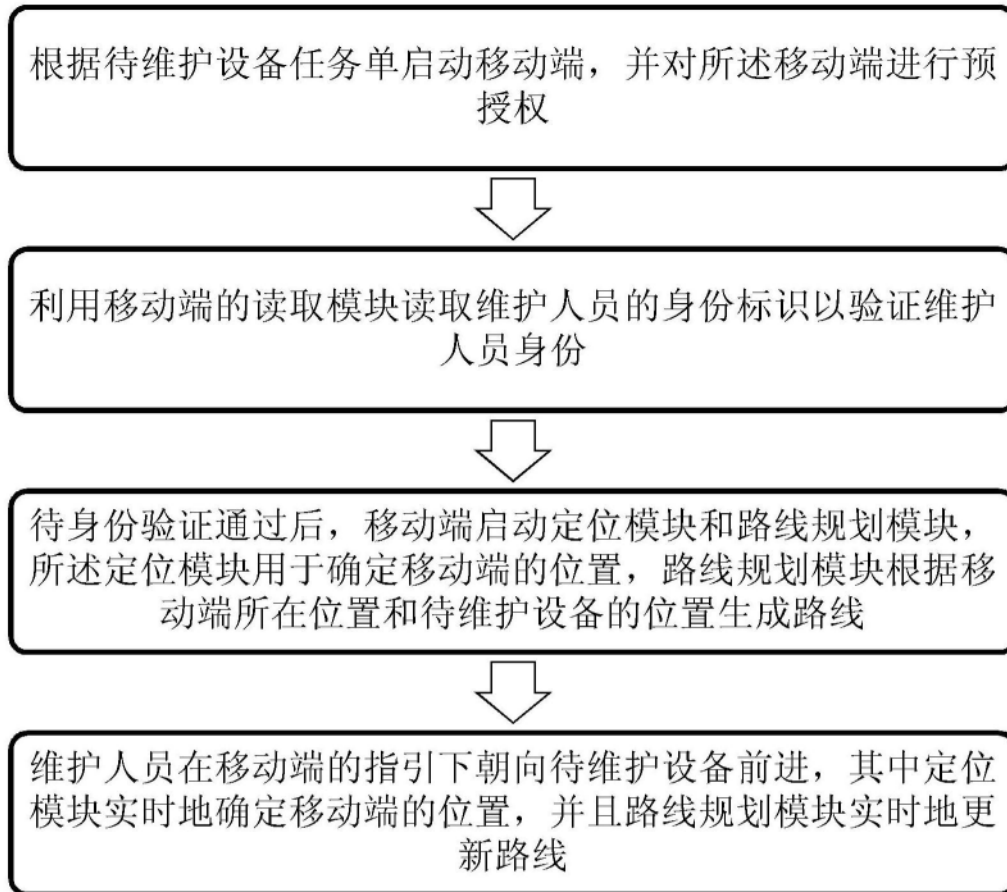 根据待维护设备任务单启动移动端，并对所述移动端进行预
授权
利用移动端的读取模块读取维护人员的身份标识以验证维护
人员身份
待身份验证通过后，移动端启动定位模块和路线规划模块，
所述定位模块用于确定移动端的位置，路线规划模块根据移
动端所在位置和待维护设备的位置生成路线
维护人员在移动端的指引下朝向待维护设备前进，其中定位
模块实时地确定移动端的位置，并且路线规划模块实时地更
新路线